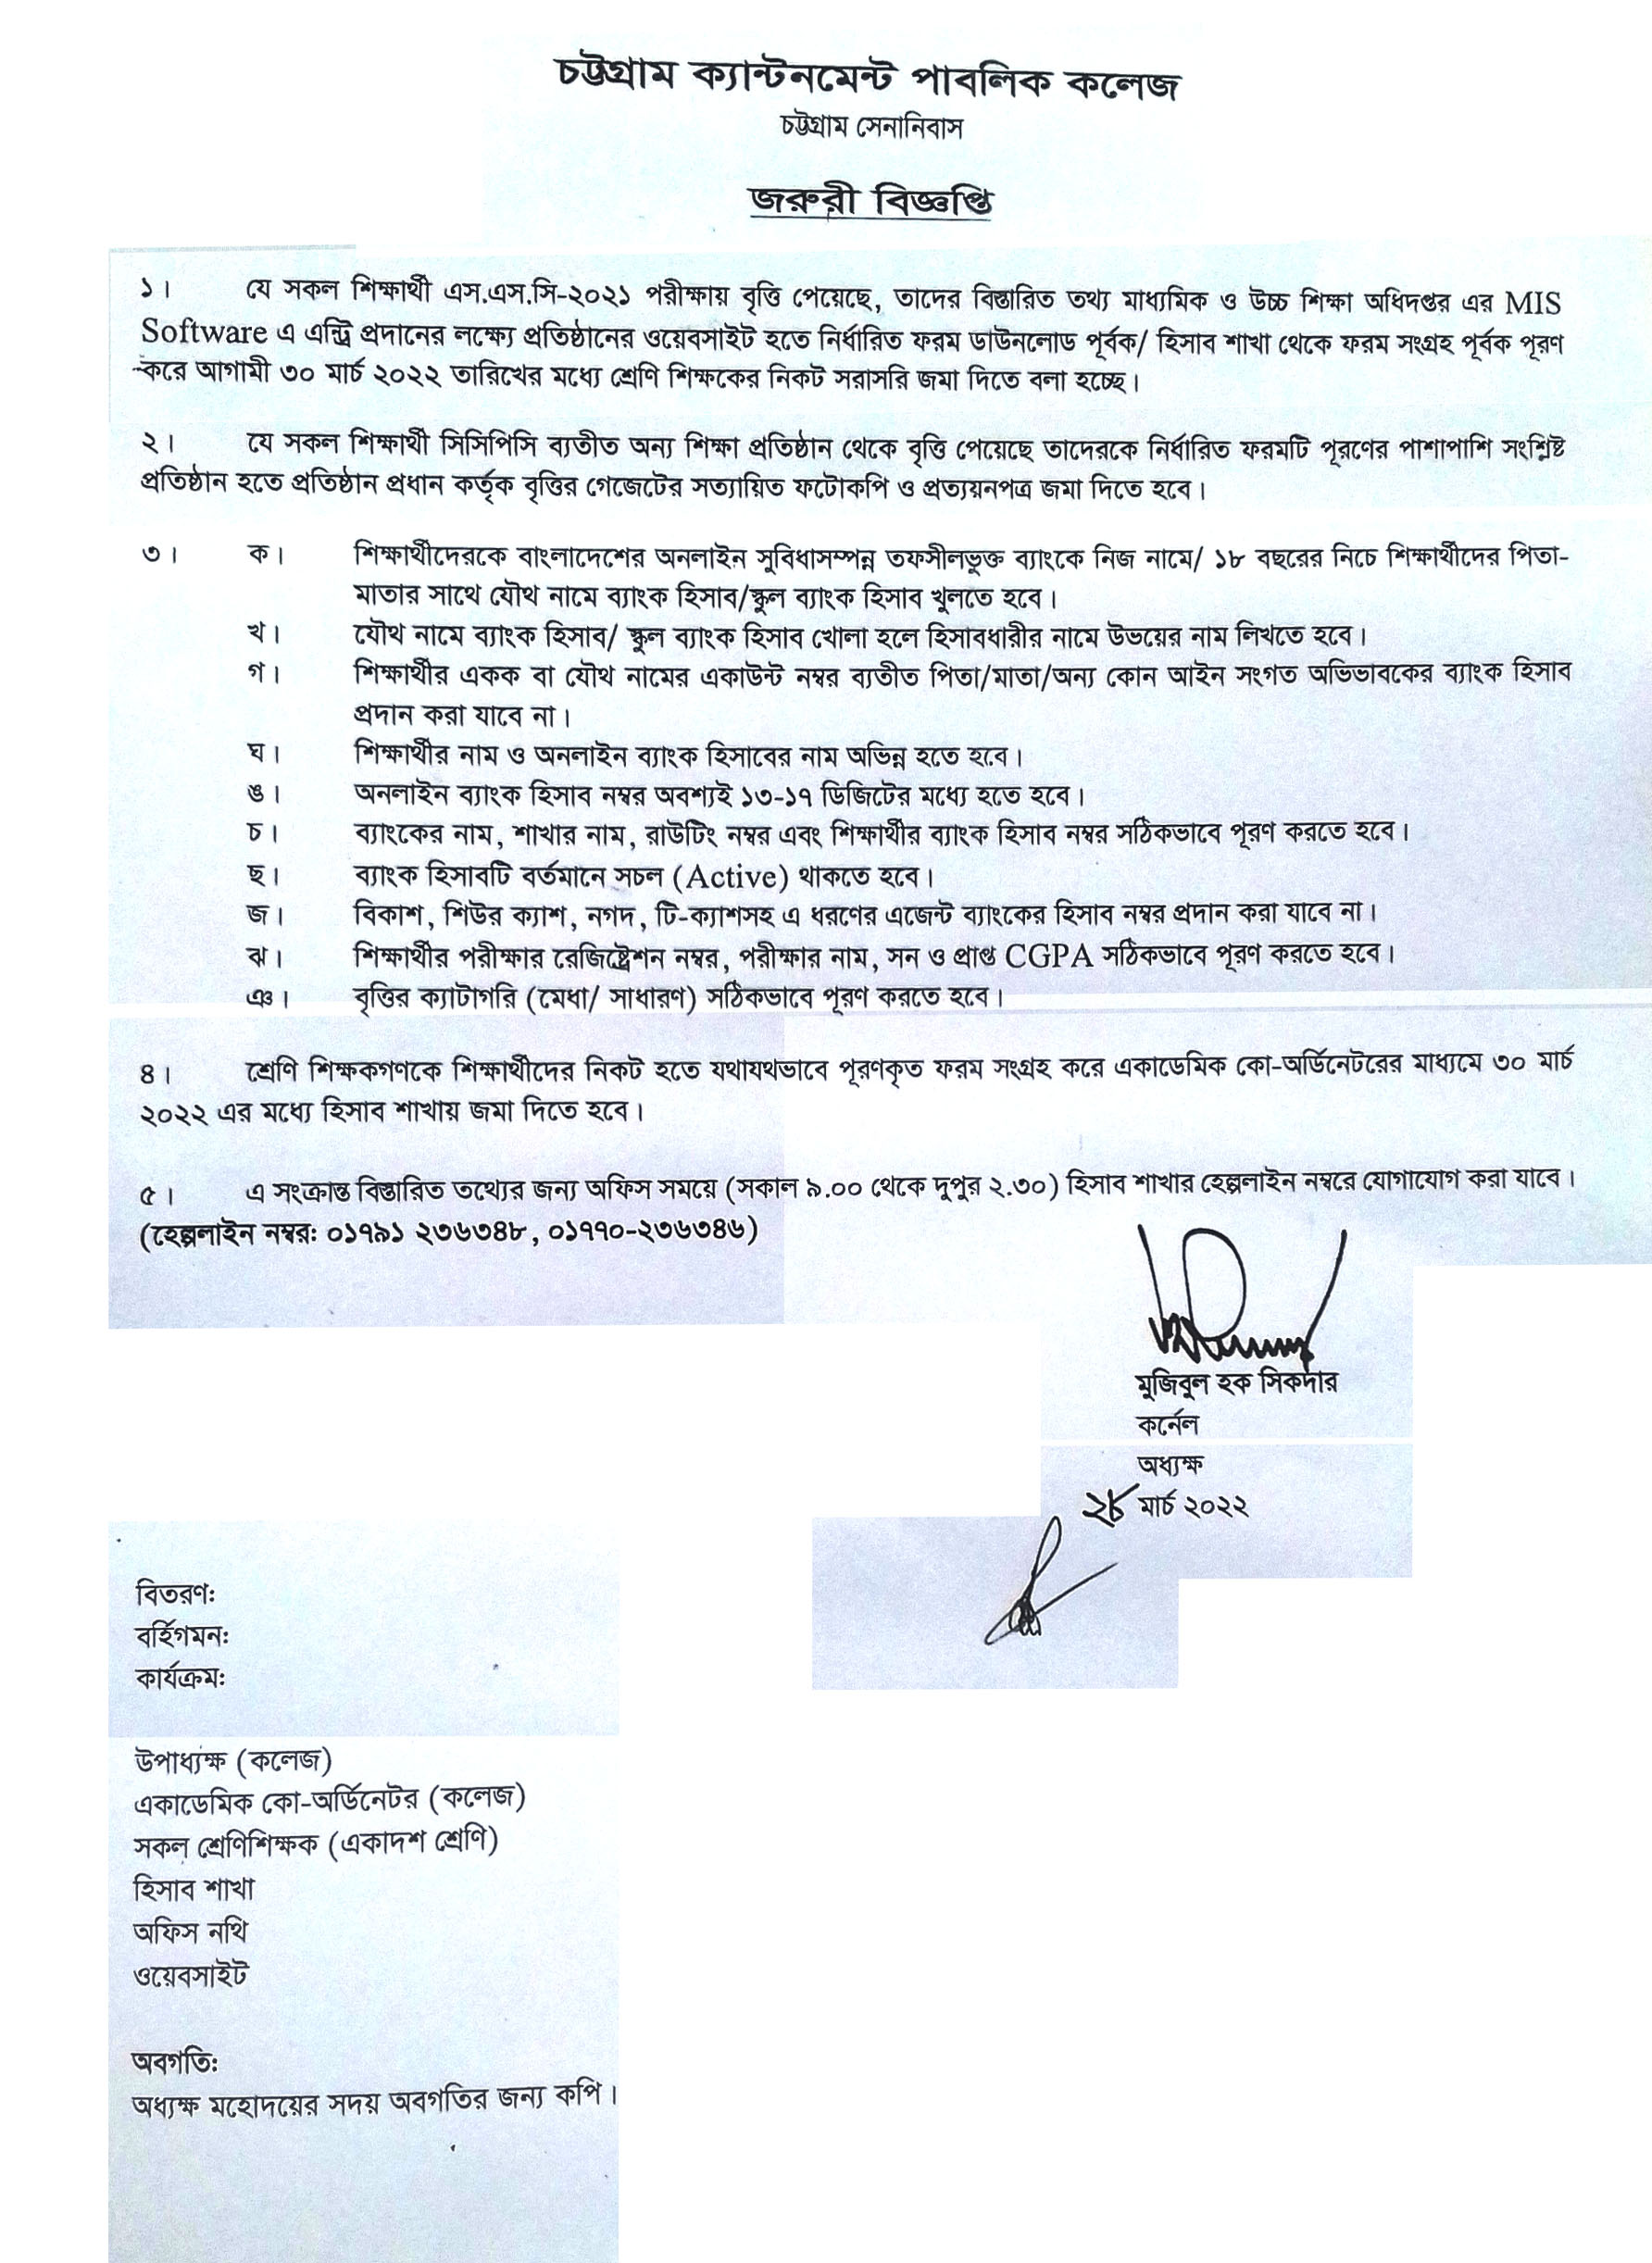 চট্টগ্রাম ক্যান্টনমেন্ট পাবলিক কলেজ
চট্টগ্রাম সেনানিবাস
জরুরী বিজ্ঞপ্তি
১। যে সকল শিক্ষার্থী এস.এস.সি-২০২১ পরীক্ষায় বৃত্তি পেয়েছে, তাদের বিস্তারিত তথ্য মাধ্যমিক ও উচ্চ শিক্ষা অধিদপ্তর এর MIS
Software এ এন্ট্রি প্রদানের লক্ষ্যে প্রতিষ্ঠানের ওয়েবসাইট হতে নির্ধারিত ফরম ডাউনলোড পূর্বক/ হিসাব শাখা থেকে ফরম সংগ্রহ পূর্বক পূরণ
করে আগামী ৩০ মার্চ ২০২২ তারিখের মধ্যে শ্রেণি শিক্ষকের নিকট সরাসরি জমা দিতে বলা হচ্ছে।
২। যে সকল শিক্ষার্থী সিসিপিসি ব্যতীত অন্য শিক্ষা প্রতিষ্ঠান থেকে বৃত্তি পেয়েছে তাদেরকে নির্ধারিত ফরমটি পূরণের পাশাপাশি সংশ্লিষ্ট
প্রতিষ্ঠান হতে প্রতিষ্ঠান প্রধান কর্তৃক বৃত্তির গেজেটের সত্যায়িত ফটোকপি ও প্রত্যয়নপত্র জমা দিতে হবে।
৩। ক। শিক্ষার্থীদেরকে বাংলাদেশের অনলাইন সুবিধাসম্পন্ন তফসীলভুক্ত ব্যাংকে নিজ নামে/ ১৮ বছরের নিচে শিক্ষার্থীদের পিতা-
মাতার সাথে যৌথ নামে ব্যাংক হিসাব/স্কুল ব্যাংক হিসাব খুলতে হবে।
খ। যৌথ নামে ব্যাংক হিসাব/ স্কুল ব্যাংক হিসাব খোলা হলে হিসাবধারীর নামে উভয়ের নাম লিখতে হবে।
গ। শিক্ষার্থীর একক বা যৌথ নামের একাউন্ট নম্বর ব্যতীত পিতা/মাতা/অন্য কোন আইন সংগত অভিভাবকের ব্যাংক হিসাব
প্রদান করা যাবে না।
ঘ। শিক্ষার্থীর নাম ও অনলাইন ব্যাংক হিসাবের নাম অভিন্ন হতে হবে।
ঙ। অনলাইন ব্যাংক হিসাব নম্বর অবশ্যই ১৩-১৭ ডিজিটের মধ্যে হতে হবে।
চ। ব্যাংকের নাম, শাখার নাম, রাউটিং নম্বর এবং শিক্ষার্থীর ব্যাংক হিসাব নম্বর সঠিকভাবে পূরণ করতে হবে।
ছ। ব্যাংক হিসাবটি বর্তমানে সচল (Active) থাকতে হবে।
জ। বিকাশ, শিউর ক্যাশ, নগদ, টি-ক্যাশসহ এ ধরণের এজেন্ট ব্যাংকের হিসাব নম্বর প্রদান করা যাবে না।
ঝ। শিক্ষার্থীর পরীক্ষার রেজিষ্ট্রেশন নম্বর, পরীক্ষার নাম, সন ও প্রাপ্ত CGPA সঠিকভাবে পূরণ করতে হবে।
ঞ। বৃত্তির ক্যাটাগরি (মেধা/ সাধারণ) সঠিকভাবে পূরণ করতে হবে।
৪। শ্রেণি শিক্ষকগণকে শিক্ষার্থীদের নিকট হতে যথাযথভাবে পূরণকৃত ফরম সংগ্রহ করে একাডেমিক কো-অর্ডিনেটরের মাধ্যমে ৩০ মার্চ
২০২২ এর মধ্যে হিসাব শাখায় জমা দিতে হবে।
৫। এ সংক্রান্ত বিস্তারিত তথ্যের জন্য অফিস সময়ে (সকাল ৯.০০ থেকে দুপুর ২.৩০) হিসাব শাখার হেল্পলাইন নম্বরে যোগাযোগ করা যাবে।
(হেল্পলাইন নম্বর: ০১৭৯১ ২৩৬৩৪৮, ০১৭৭০-২৩৬৩৪৬)
মুজিবুল হক সিকদার
কর্নেল
অধ্যক্ষ
২৮ মার্চ ২০২২
বিতরণ:
বর্হিগমন:
কার্যক্রম:
উপাধ্যক্ষ (কলেজ)
একাডেমিক কো-অর্ডিনেটর (কলেজ)
সকল শ্রেণিশিক্ষক (একাদশ শ্রেণি)
হিসাব শাখা
অফিস নথি
ওয়েবসাইট
অবগতি:
অধ্যক্ষ মহোদয়ের সদয় অবগতির জন্য কপি।